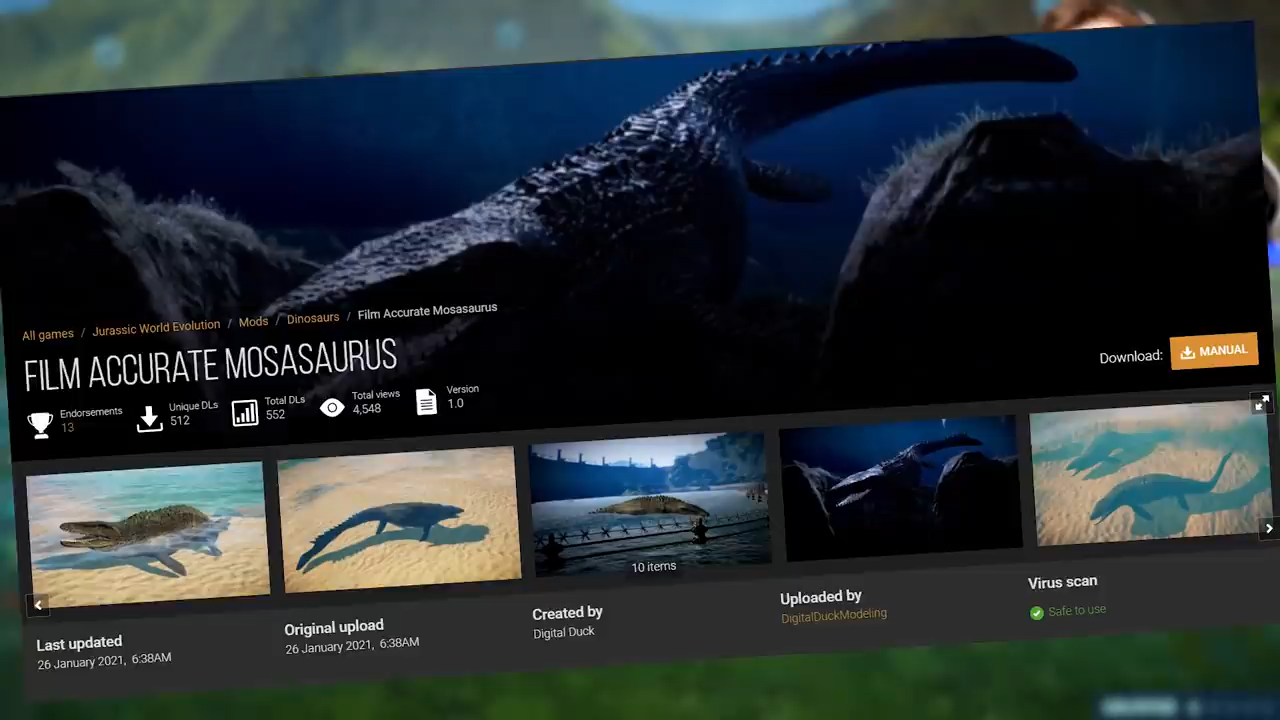 All games / Jurassic World Evolution / Mods / Dinosaurs / Film Accurate Mosasaurus
FILM ACCURATE MOSASAURUS
Endorsements
13
Unique DLs
512
Total DLs
552
Total views
4,548
Version
1.0
Download:
MANUAL
10 items
Last updated
26 January 2021, 6:38AM
Original upload
26 January 2021, 6:38AM
Created by
Digital Duck
Uploaded by
DigitalDuckModeling
Virus scan
Safe to use